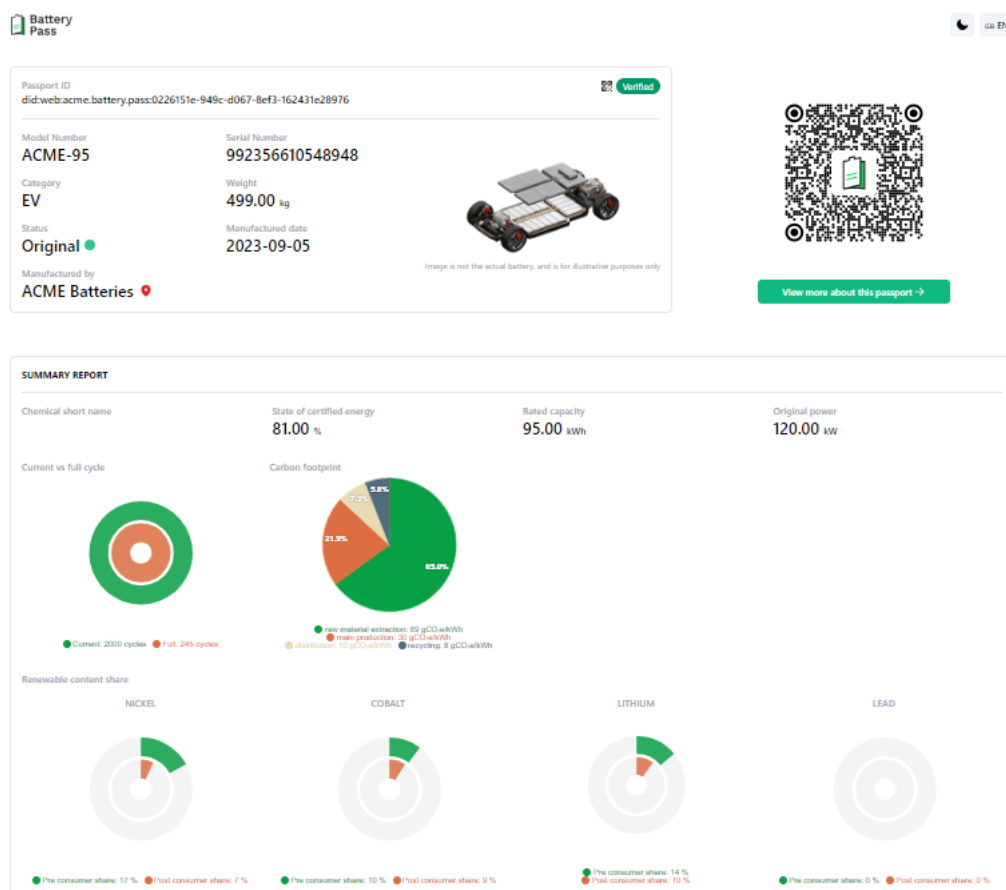 Battery
Pass
EN
Passport ID
did:web:acme.battery.pass:0226151e-949c-d067-8ef3-162431e28976
Verified
Model Number
Serial Number
ACME-95
992356610548948
Category
Weight
EV
499.00 kg
Status
Manufactured date
Original
2023-09-05
Manufactured by
ACME Batteries
Image is not the actual battery, and is for illustrative purposes only
View more about this passport →
SUMMARY REPORT
Chemical short name
State of certified energy
Rated capacity
Original power
81.00 %
95.00 kWh
120.00 kW
Current vs full cycle
Carbon footprint
5.8%
7.3%
21.9%
65.0%
Current: 2000 cycles
Full: 245 cycles
new material extraction: 89 gCO₂e/kWh
main production: 30 gCO₂e/kWh
distribution: 10 gCO₂e/kWh
recycling: 8 gCO₂e/kWh
Renewable content share
NICKEL
COBALT
LITHIUM
LEAD
Pre consumer share: 17 %
Post consumer share: 7 %
Pre consumer share: 10 %
Post consumer share: 9 %
Pre consumer share: 14 %
Post consumer share: 10 %
Pre consumer share: 0 %
Post consumer share: 0 %